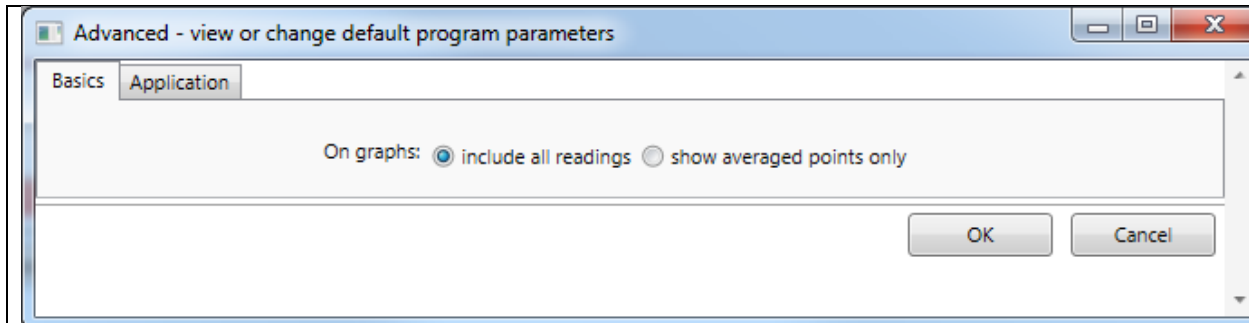 Advanced - view or change default program parameters
Basics Application
On graphs: include all readings show averaged points only
OK Cancel